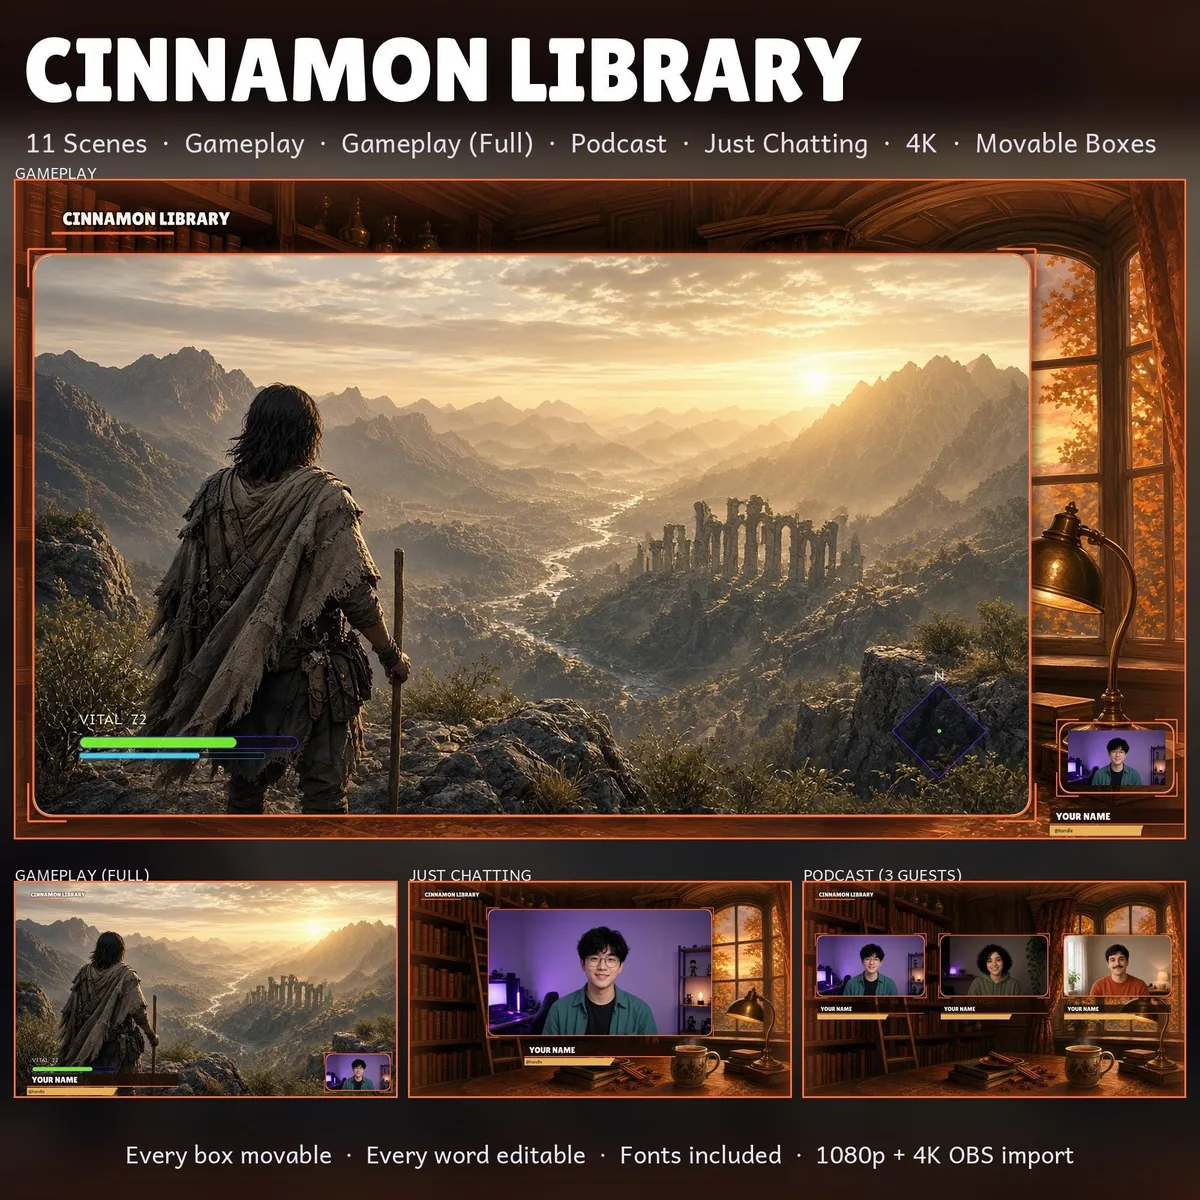 CINNAMON LIBRARY
11 Scenes · Gameplay · Gameplay (Full) · Podcast · Just Chatting · 4K · Movable Boxes
GAMEPLAY
CINNAMON LIBRARY
N
VITAL 72
YOUR NAME
@handle
GAMEPLAY (FULL)
CINNAMON LIBRARY
VITAL 72
YOUR NAME
@handle
JUST CHATTING
CINNAMON LIBRARY
YOUR NAME
@handle
PODCAST (3 GUESTS)
CINNAMON LIBRARY
YOUR NAME
YOUR NAME
YOUR NAME
Every box movable · Every word editable · Fonts included · 1080p + 4K OBS import